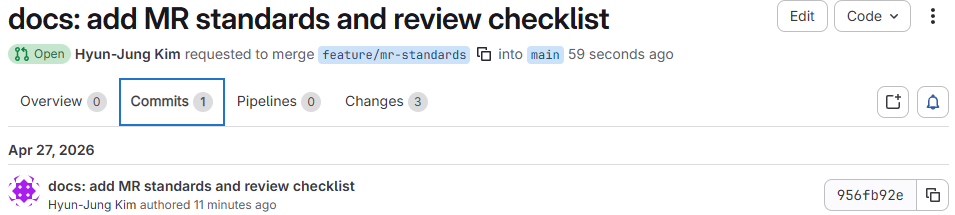 docs: add MR standards and review checklist
Edit
Code
Open Hyun-Jung Kim requested to merge feature/mr-standards into main 59 seconds ago
Overview 0 Commits 1 Pipelines 0 Changes 3
Apr 27, 2026
docs: add MR standards and review checklist
Hyun-Jung Kim authored 11 minutes ago
956fb92e